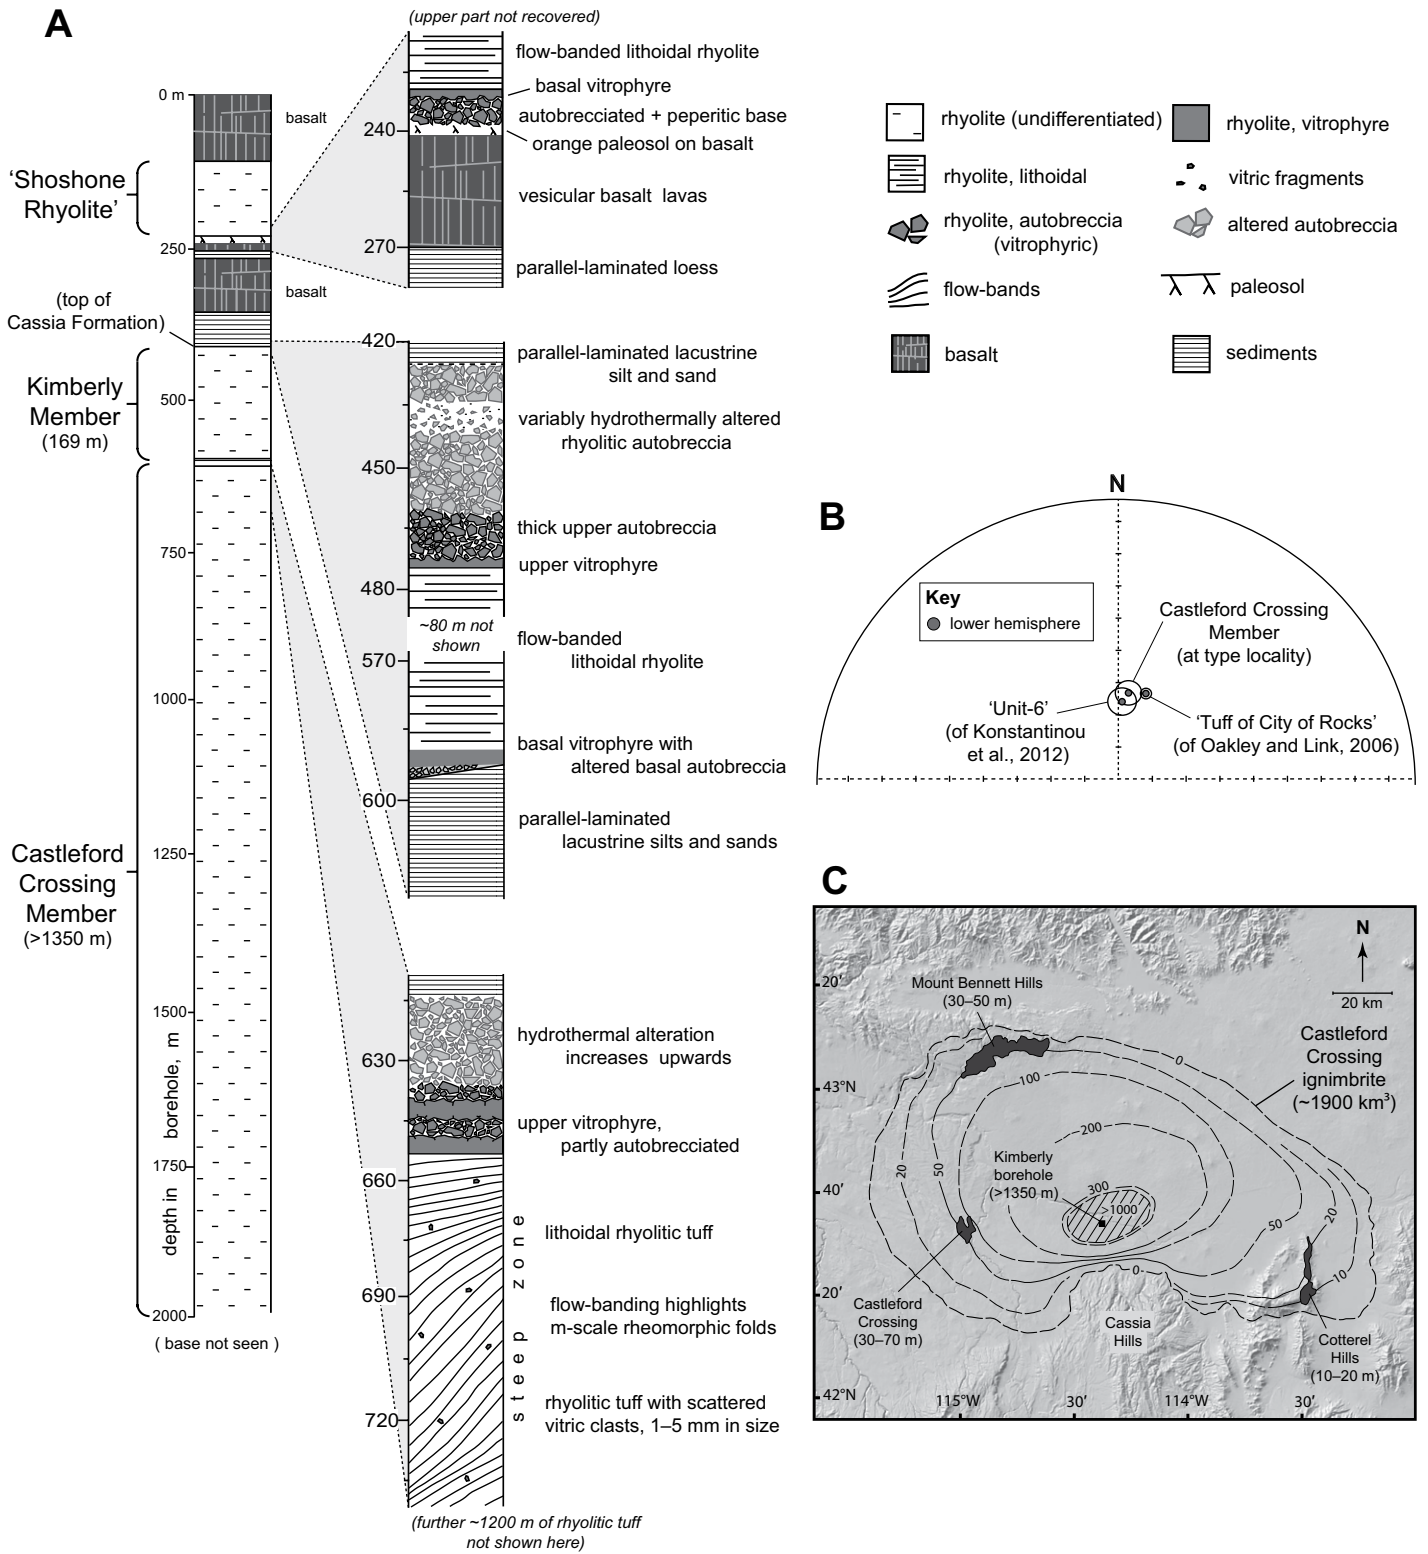 A
0 m
250
500
750
1000
1250
1500
1750
2000
depth in borehole, m
basalt
basalt
‘Shoshone
Rhyolite’
(top of
Cassia Formation)
Kimberly
Member
(169 m)
Castleford
Crossing
Member
(>1350 m)
( base not seen )
(upper part not recovered)
flow-banded lithoidal rhyolite
basal vitrophyre
autobrecciated + peperitic base
240
orange paleosol on basalt
vesicular basalt lavas
270
parallel-laminated loess
420
parallel-laminated lacustrine
silt and sand
variably hydrothermally altered
rhyolitic autobreccia
450
thick upper autobreccia
upper vitrophyre
480
~80 m not
shown
flow-banded
lithoidal rhyolite
570
basal vitrophyre with
altered basal autobreccia
600
parallel-laminated
lacustrine silts and sands
hydrothermal alteration
increases upwards
630
upper vitrophyre,
partly autobrecciated
660
lithoidal rhyolitic tuff
690
flow-banding highlights
m-scale rheomorphic folds
steep zone
rhyolitic tuff with scattered
vitric clasts, 1–5 mm in size
720
(further ~1200 m of rhyolitic tuff
not shown here)
rhyolite (undifferentiated)
rhyolite, vitrophyre
rhyolite, lithoidal
vitric fragments
rhyolite, autobreccia
(vitrophyric)
altered autobreccia
flow-bands
paleosol
basalt
sediments
B
N
Key
lower hemisphere
Castleford Crossing
Member
(at type locality)
‘Unit-6’
(of Konstantinou
et al., 2012)
‘Tuff of City of Rocks’
(of Oakley and Link, 2006)
C
N
20 km
20′
43°N
40′
20′
42°N
115°W
30′
114°W
30′
Mount Bennett Hills
(30–50 m)
Castleford
Crossing
ignimbrite
(~1900 km³)
0
100
200
20
50
Kimberly
borehole
(>1350 m)
300
>1000
50
20
10
0
Castleford
Crossing
(30–70 m)
Cassia
Hills
Cotterel
Hills
(10–20 m)